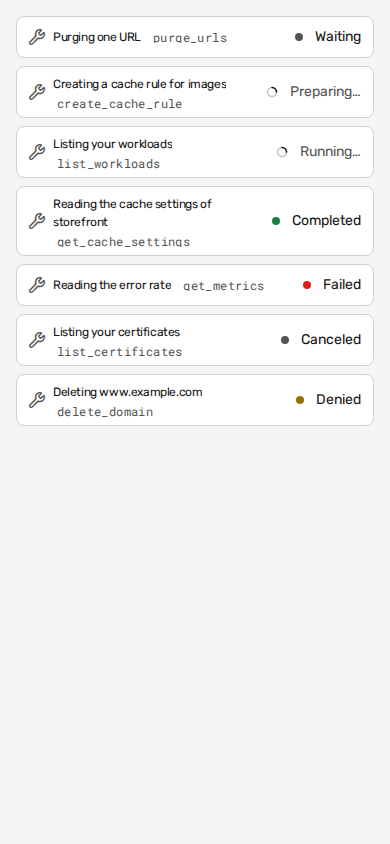 Purging one URL purge_urls Waiting
Creating a cache rule for images
create_cache_rule
Preparing…
Listing your workloads
list_workloads
Running…
Reading the cache settings of
storefront
get_cache_settings
Completed
Reading the error rate get_metrics Failed
Listing your certificates
list_certificates
Canceled
Deleting www.example.com
delete_domain
Denied